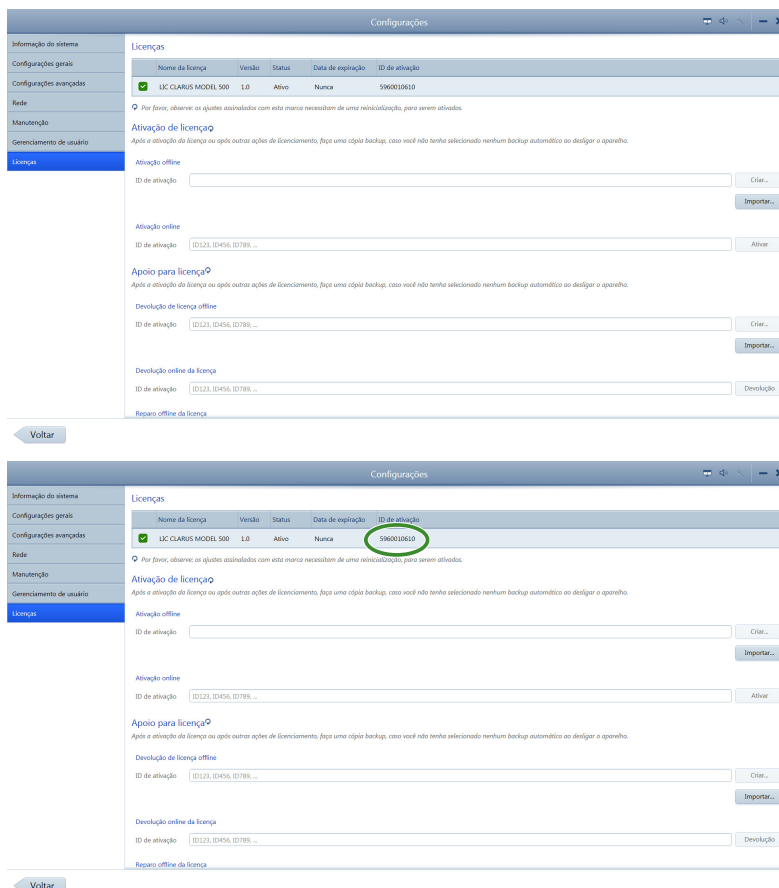 Configurações
Informação do sistema
Configurações gerais
Configurações avançadas
Rede
Manutenção
Gerenciamento de usuário
Licenças
Licenças
Nome da licença Versão Status Data de expiração ID de ativação
LIC CLARUS MODEL 500 1.0 Ativo Nunca 5960010610
Por favor, observe: os ajustes assinalados com esta marca necessitam de uma reinicialização, para serem ativados.
Ativação de licença
Após a ativação da licença ou após outras ações de licenciamento, faça uma cópia backup, caso você não tenha selecionado nenhum backup automático ao desligar o aparelho.
Ativação offline
ID de ativação Criar...
Importar...
Ativação online
ID de ativação ID123, ID456, ID789, ... Ativar
Apoio para licença
Após a ativação da licença ou após outras ações de licenciamento, faça uma cópia backup, caso você não tenha selecionado nenhum backup automático ao desligar o aparelho.
Devolução de licença offline
ID de ativação ID123, ID456, ID789, ... Criar...
Importar...
Devolução online da licença
ID de ativação ID123, ID456, ID789, ... Devolução
Reparo offline da licença
Voltar
Configurações
Informação do sistema
Configurações gerais
Configurações avançadas
Rede
Manutenção
Gerenciamento de usuário
Licenças
Licenças
Nome da licença Versão Status Data de expiração ID de ativação
LIC CLARUS MODEL 500 1.0 Ativo Nunca 5960010610
Por favor, observe: os ajustes assinalados com esta marca necessitam de uma reinicialização, para serem ativados.
Ativação de licença
Após a ativação da licença ou após outras ações de licenciamento, faça uma cópia backup, caso você não tenha selecionado nenhum backup automático ao desligar o aparelho.
Ativação offline
ID de ativação Criar...
Importar...
Ativação online
ID de ativação ID123, ID456, ID789, ... Ativar
Apoio para licença
Após a ativação da licença ou após outras ações de licenciamento, faça uma cópia backup, caso você não tenha selecionado nenhum backup automático ao desligar o aparelho.
Devolução de licença offline
ID de ativação ID123, ID456, ID789, ... Criar...
Importar...
Devolução online da licença
ID de ativação ID123, ID456, ID789, ... Devolução
Reparo offline da licença
Voltar